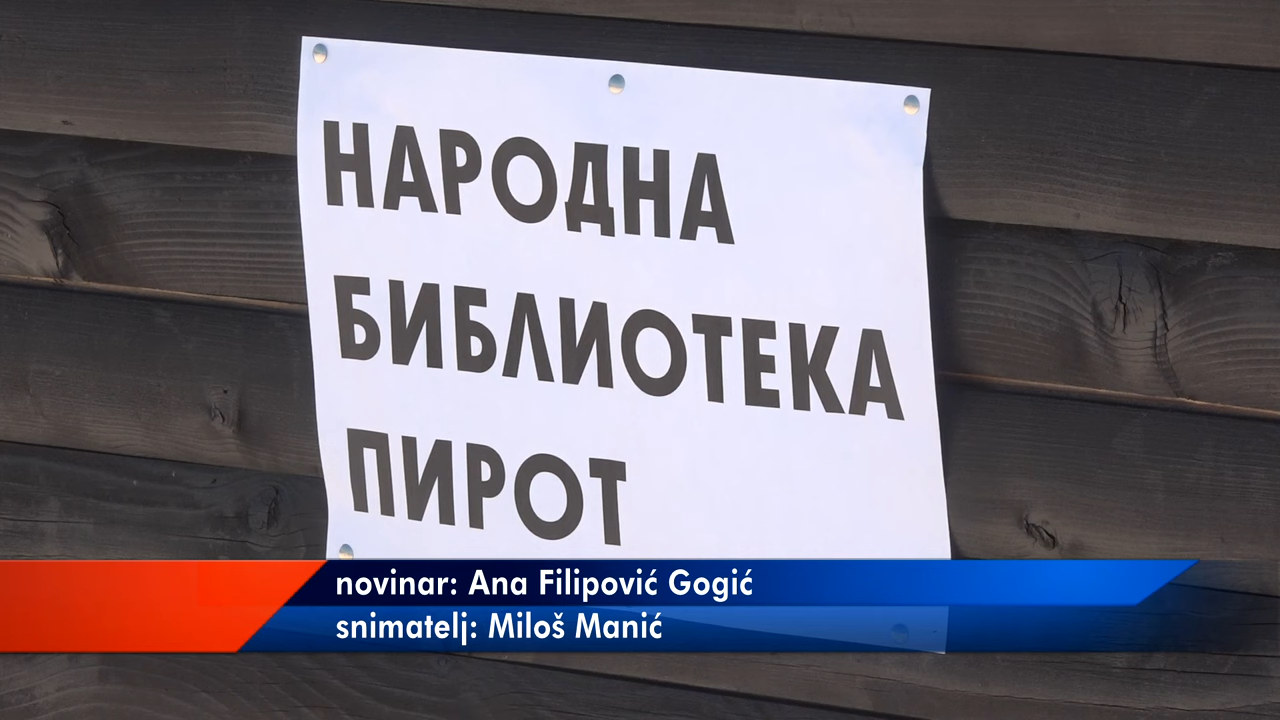 НАРОДНА
БИБЛИОТЕКА
ПИРОТ
novinar: Ana Filipović Gogić
snimatelj: Miloš Manić